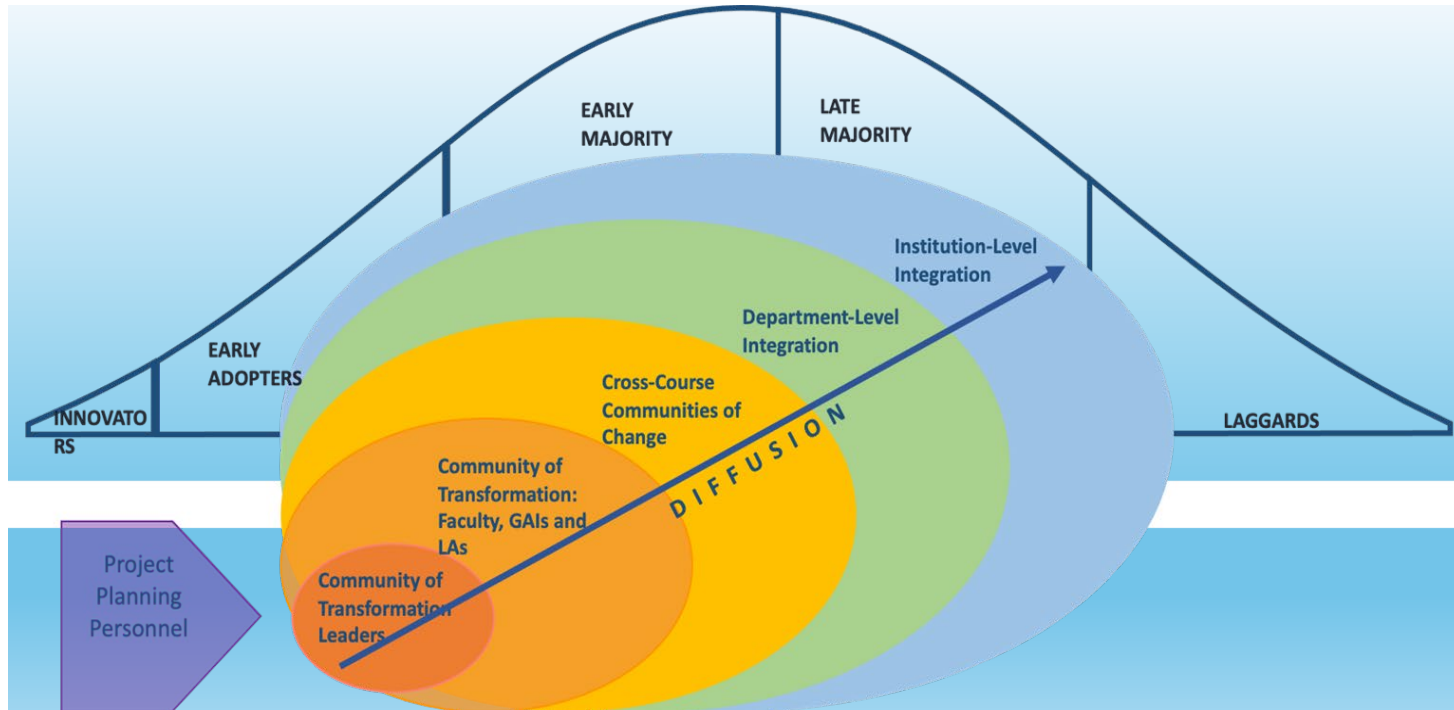 EARLY
MAJORITY
LATE
MAJORITY
Institution-Level
Integration
Department-Level
Integration
EARLY
ADOPTERS
Cross-Course
Communities of
Change
INNOVATO
RS
LAGGARDS
DIFFUSION
Community of
Transformation:
Faculty, GAIs and
LAs
Project
Planning
Personnel
Community of
Transformation
Leaders